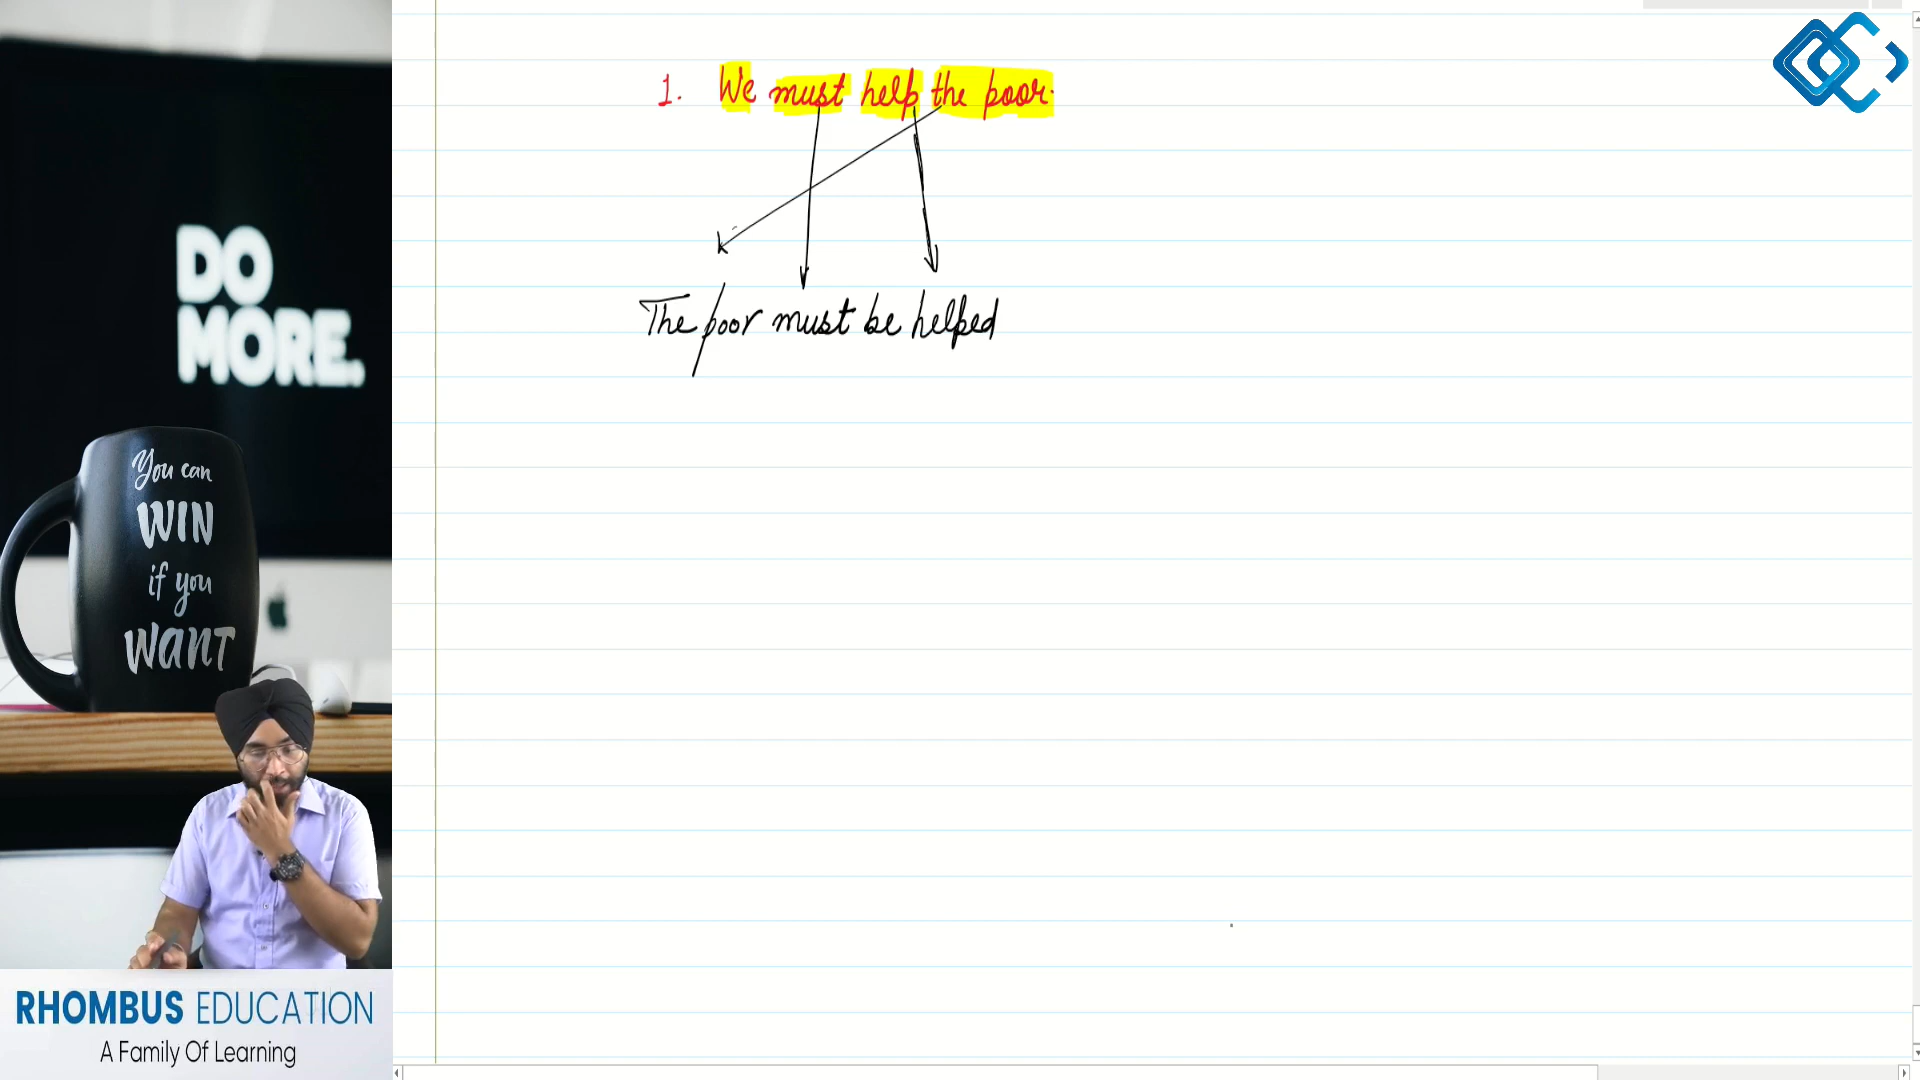 1. We must help the poor.
The poor must be helped
DO
MORE.
You can
WIN
if you
WANT
RHOMBUS EDUCATION
A Family Of Learning